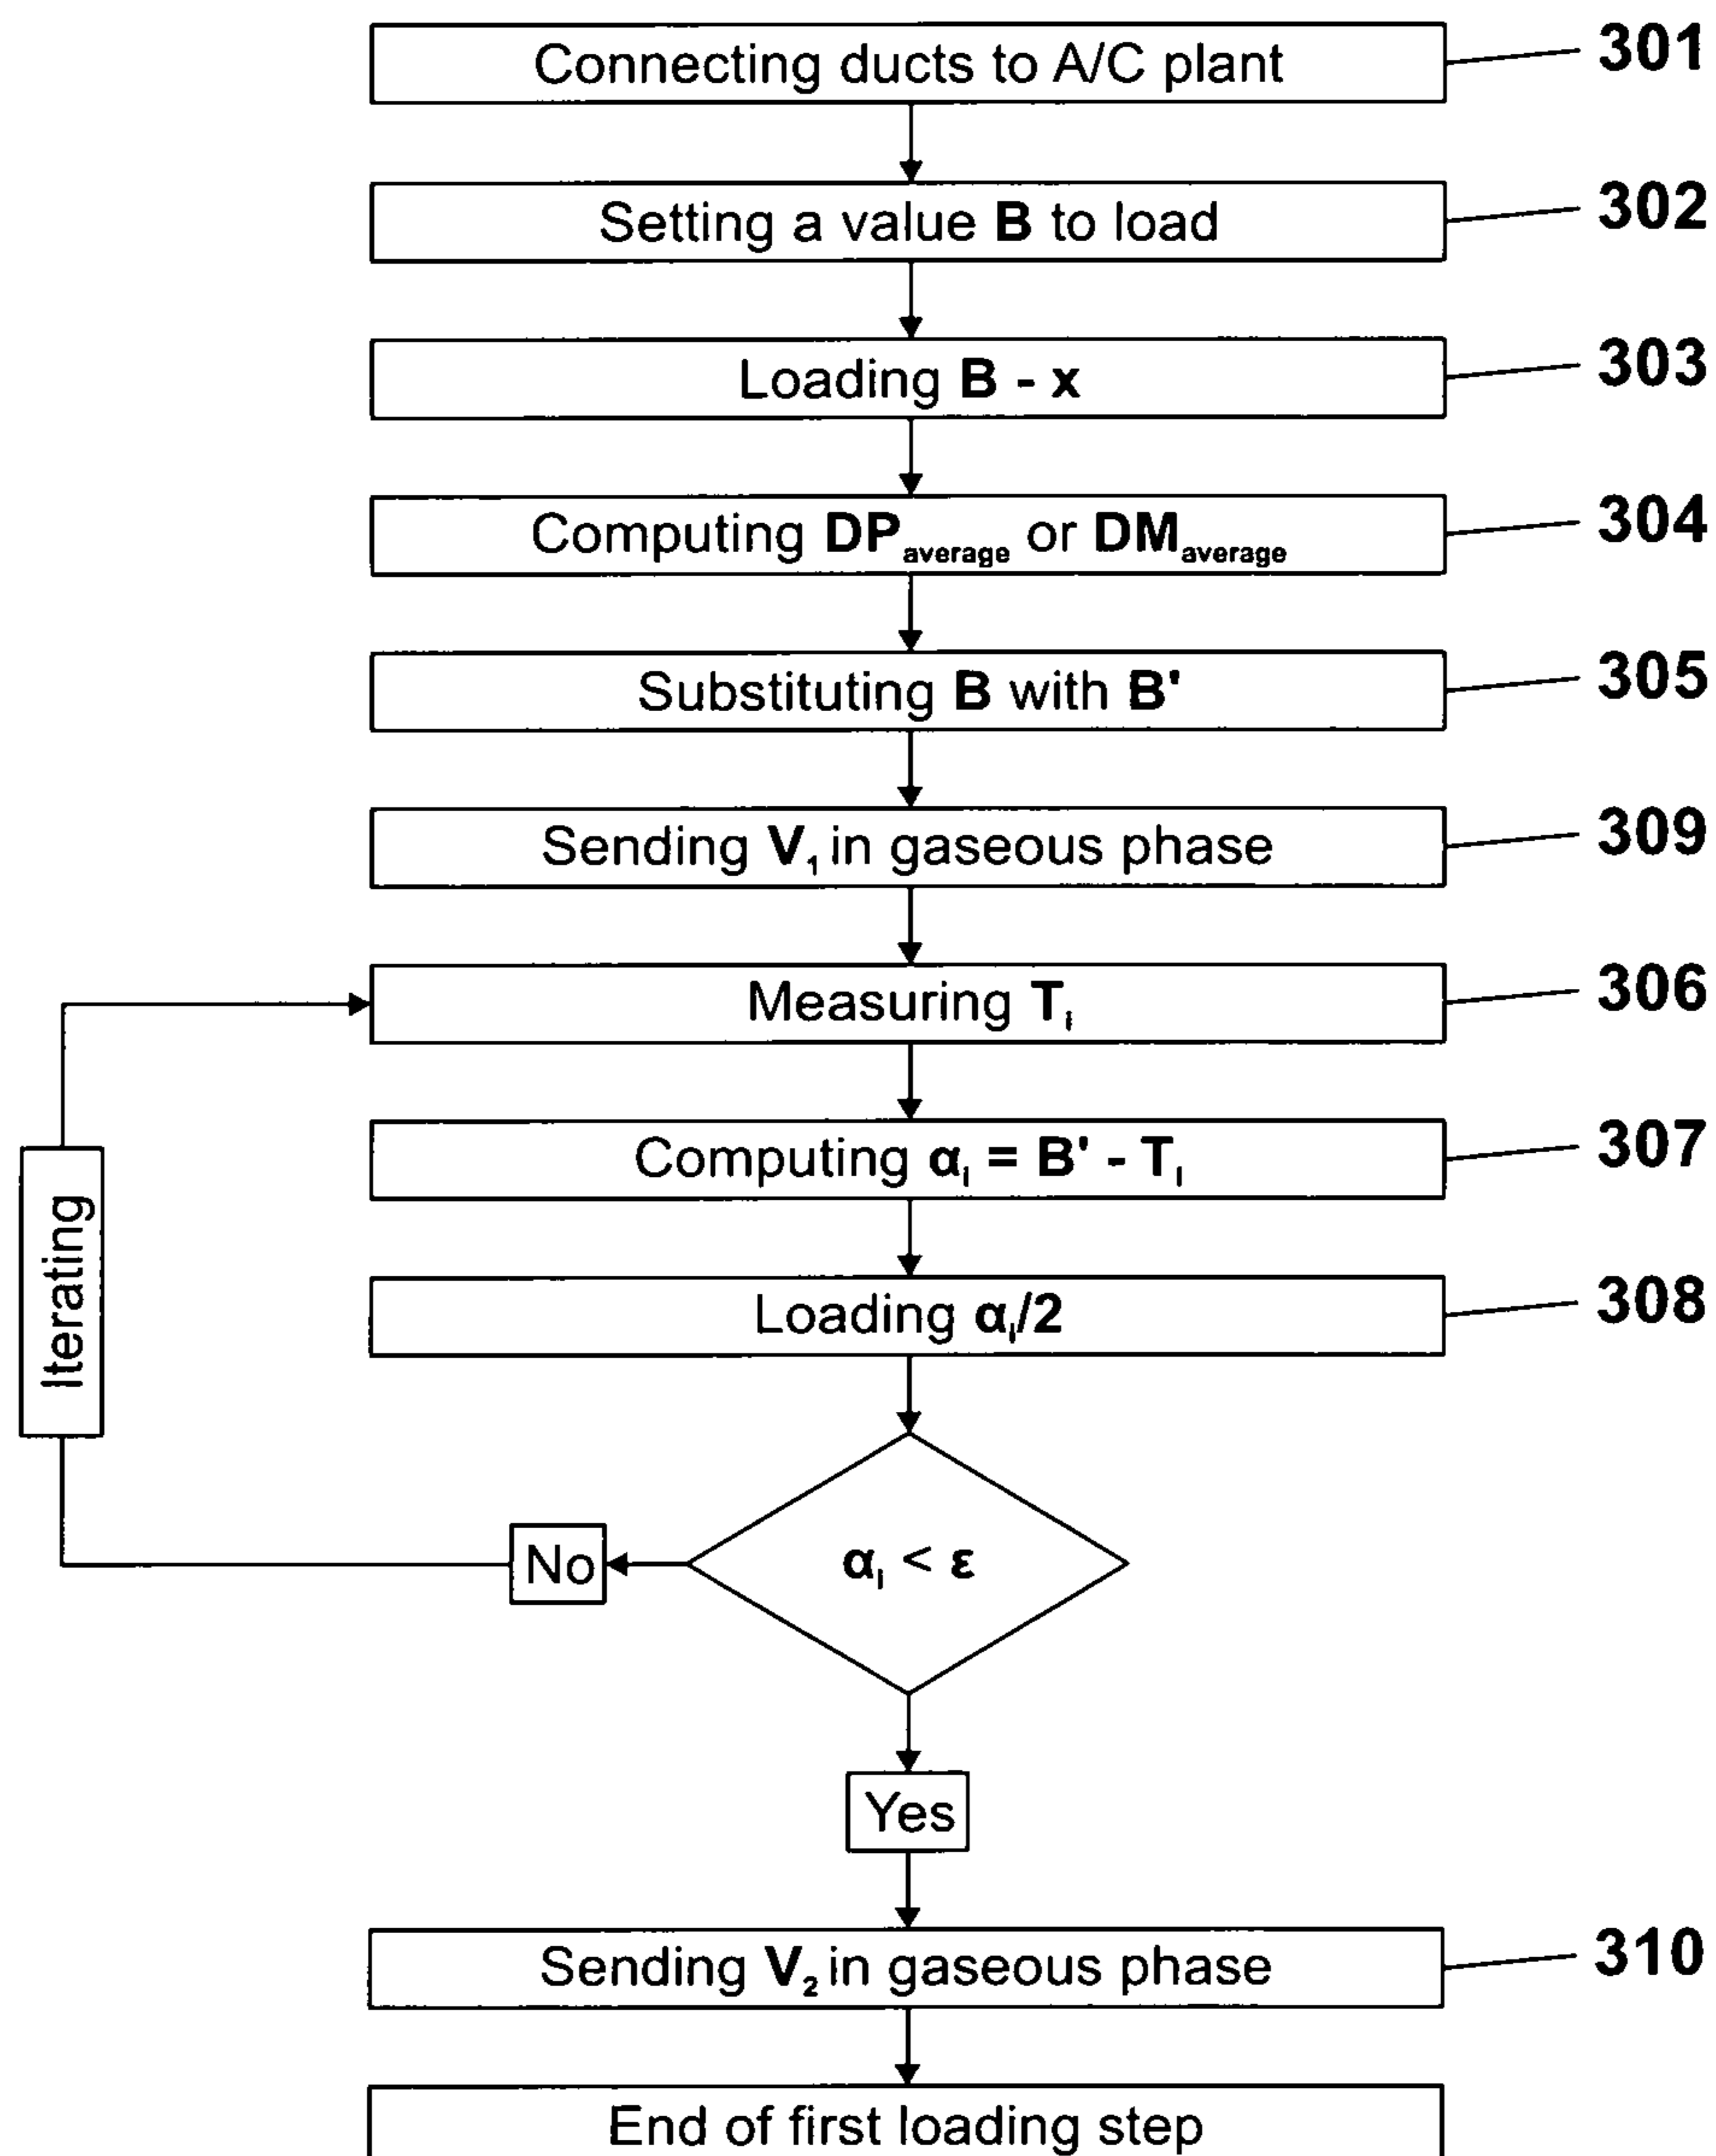 Connecting ducts to A/C plant 301
Setting a value B to load 302
Loading B - x 303
Computing DPaverage or DMaverage 304
Substituting B with B' 305
Sending V₁ in gaseous phase 309
Measuring Tᵢ 306
Computing αᵢ = B' - Tᵢ 307
Loading αᵢ/2 308
Iterating
αᵢ < ε
No
Yes
Sending V₂ in gaseous phase 310
End of first loading step